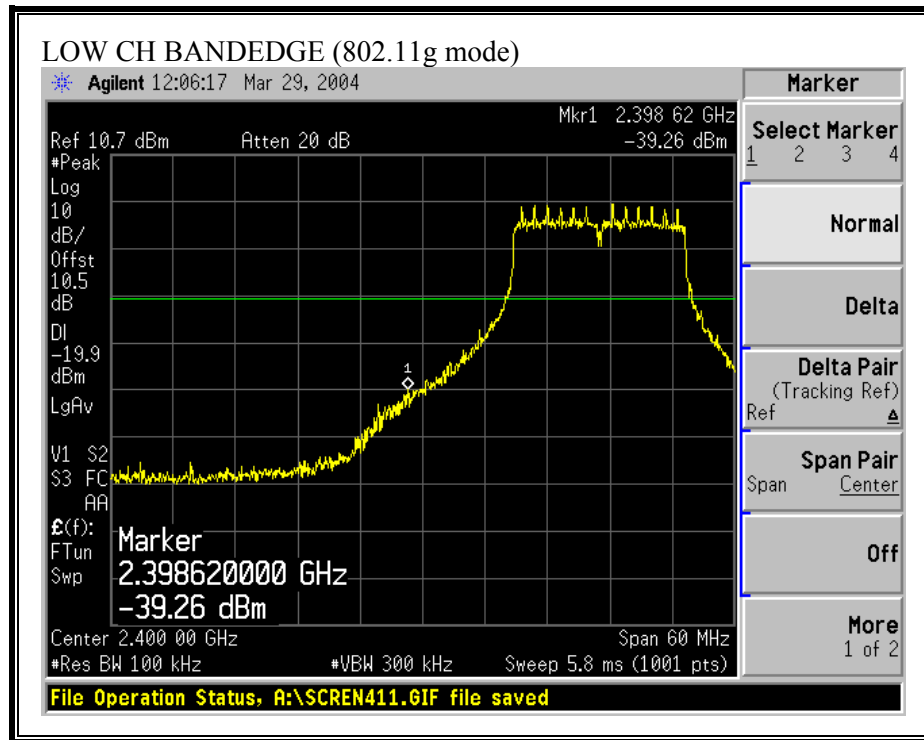 LOW CH BANDEDGE (802.11g mode)
Agilent 12:06:17 Mar 29, 2004
Marker
Mkr1 2.398 62 GHz
Ref 10.7 dBm Atten 20 dB -39.26 dBm
#Peak
Log
10
dB/
Offst
10.5
dB
DI
-19.9
dBm
LgAv
V1 S2
S3 FC
AA
£(f):
FTun
Swp
1
Marker
2.398620000 GHz
-39.26 dBm
Center 2.400 00 GHz Span 60 MHz
#Res BW 100 kHz #VBW 300 kHz Sweep 5.8 ms (1001 pts)
Select Marker
1 2 3 4
Normal
Delta
Delta Pair
(Tracking Ref)
Ref Δ
Span Pair
Span Center
Off
More
1 of 2
File Operation Status, A:\SCREN411.GIF file saved